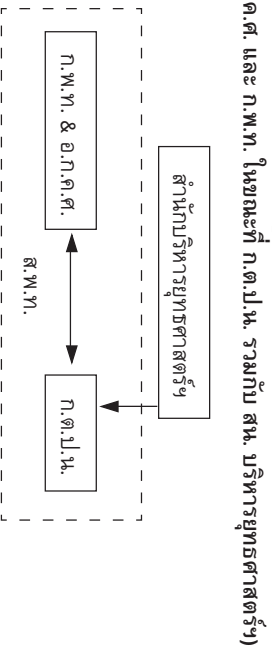 ค.ศ. และ ก.พ.ท. ในขณะที่ ก.ต.ป.น. รวมกับ สน. บริหารยุทธศาสตร์ฯ)
สำนักบริหารยุทธศาสตร์ฯ
ก.พ.ท. & อ.ก.ค.ศ.
ก.ต.ป.น.
ส.พ.ท.